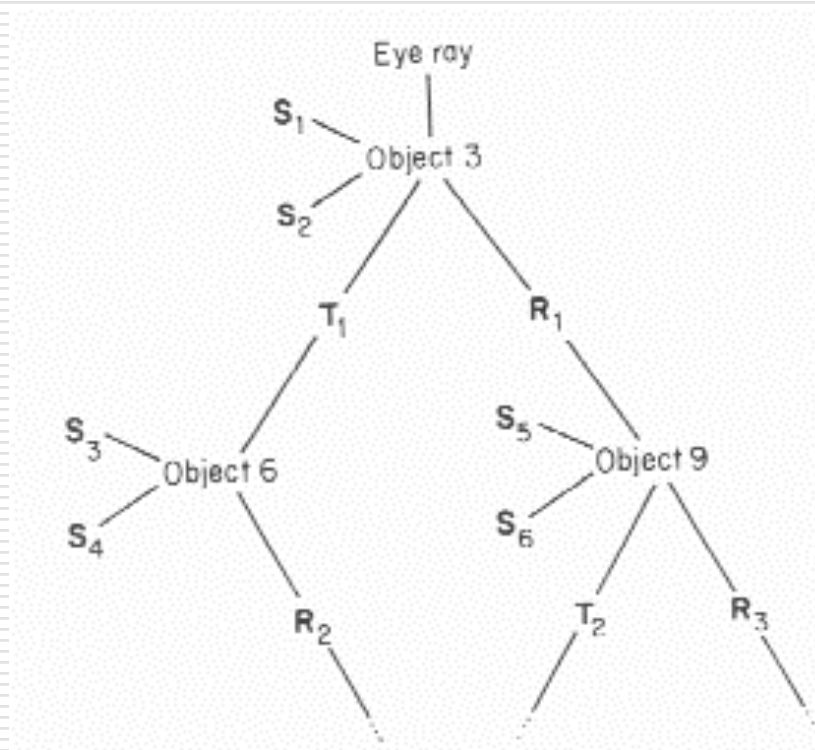 Eye ray
S1
Object 3
S2
T1
R1
S3
Object 6
S4
S5
Object 9
S6
R2
T2
R3